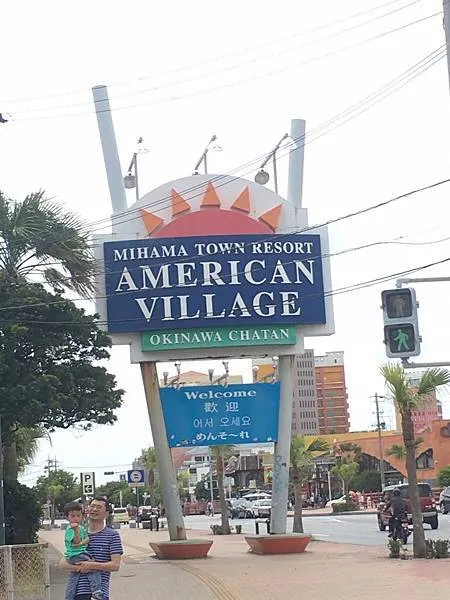 MIHAMA TOWN RESORT
AMERICAN
VILLAGE
OKINAWA CHATAN
Welcome
歡迎
어서 오세요
めんそ～れ
P